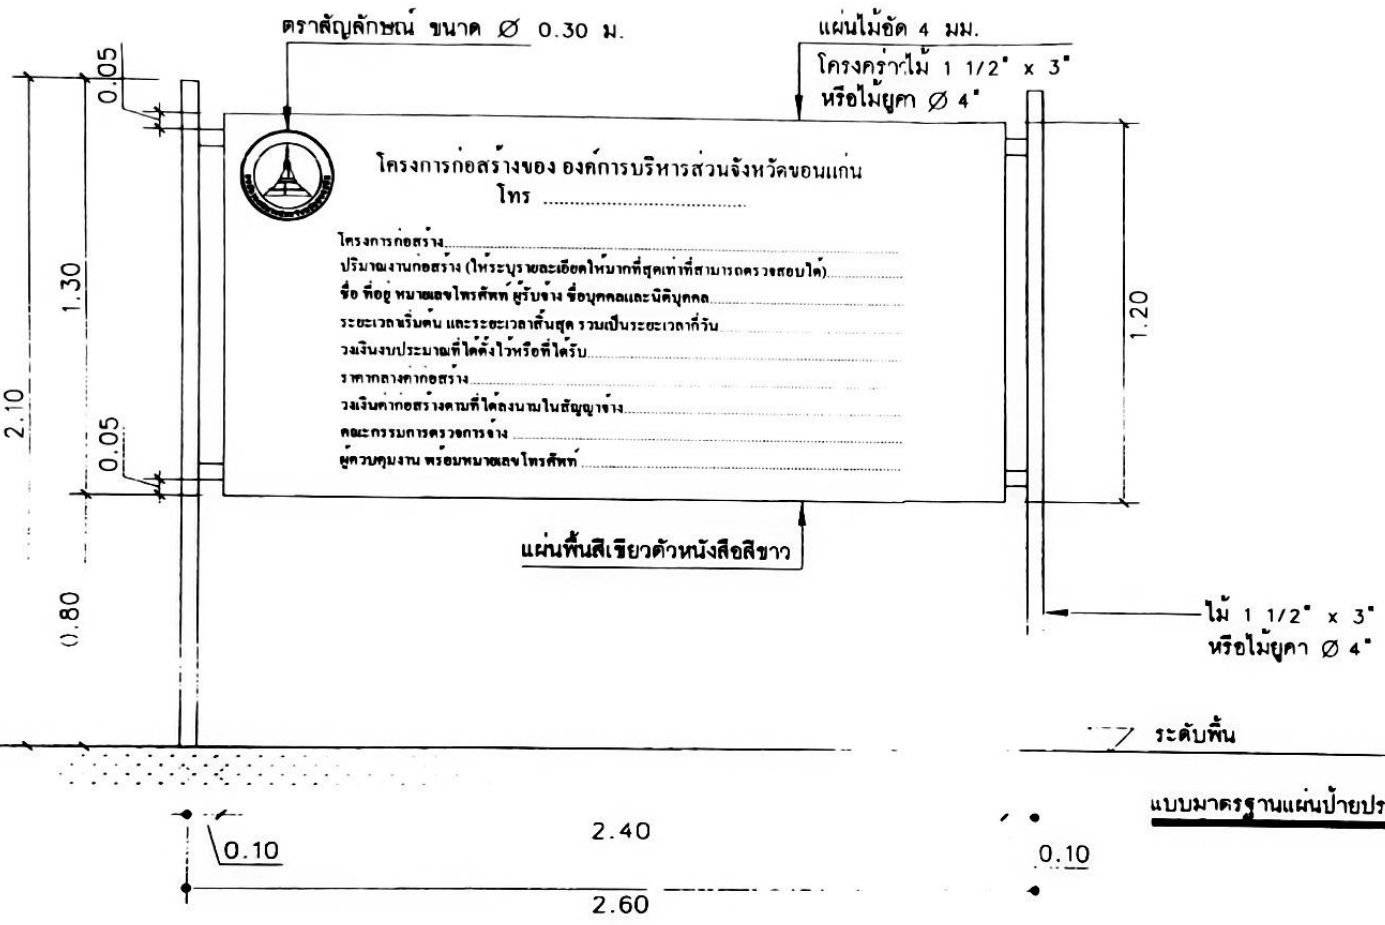 ตราสัญลักษณ์ ขนาด Ø 0.30 ม.
แผ่นไม้อัด 4 มม.
โครงคร่าวไม้ 1 1/2" x 3"
หรือไม้ยูคา Ø 4"
0.05
โครงการก่อสร้างของ องค์การบริหารส่วนจังหวัดขอนแก่น
โทร ..............................
โครงการก่อสร้าง..............................
ปริมาณงานก่อสร้าง (ให้ระบุรายละเอียดให้มากที่สุดเท่าที่สามารถตรวจสอบได้)..............................
ชื่อ ที่อยู่ หมายเลขโทรศัพท์ ผู้รับจ้าง ชื่อบุคคลและนิติบุคคล..............................
ระยะเวลาเริ่มต้น และระยะเวลาสิ้นสุด รวมเป็นระยะเวลากี่วัน..............................
วงเงินงบประมาณที่ได้ตั้งไว้หรือที่ได้รับ..............................
ราคากลางค่าก่อสร้าง..............................
วงเงินค่าก่อสร้างตามที่ได้ลงนามในสัญญาจ้าง..............................
คณะกรรมการตรวจการจ้าง ..............................
ผู้ควบคุมงาน พร้อมหมายเลขโทรศัพท์ ..............................
1.30
1.20
2.10
0.05
แผ่นพื้นสีเขียวตัวหนังสือสีขาว
0.80
ไม้ 1 1/2" x 3"
หรือไม้ยูคา Ø 4"
ระดับพื้น
แบบมาตรฐานแผ่นป้ายปร
2.40
0.10
0.10
2.60